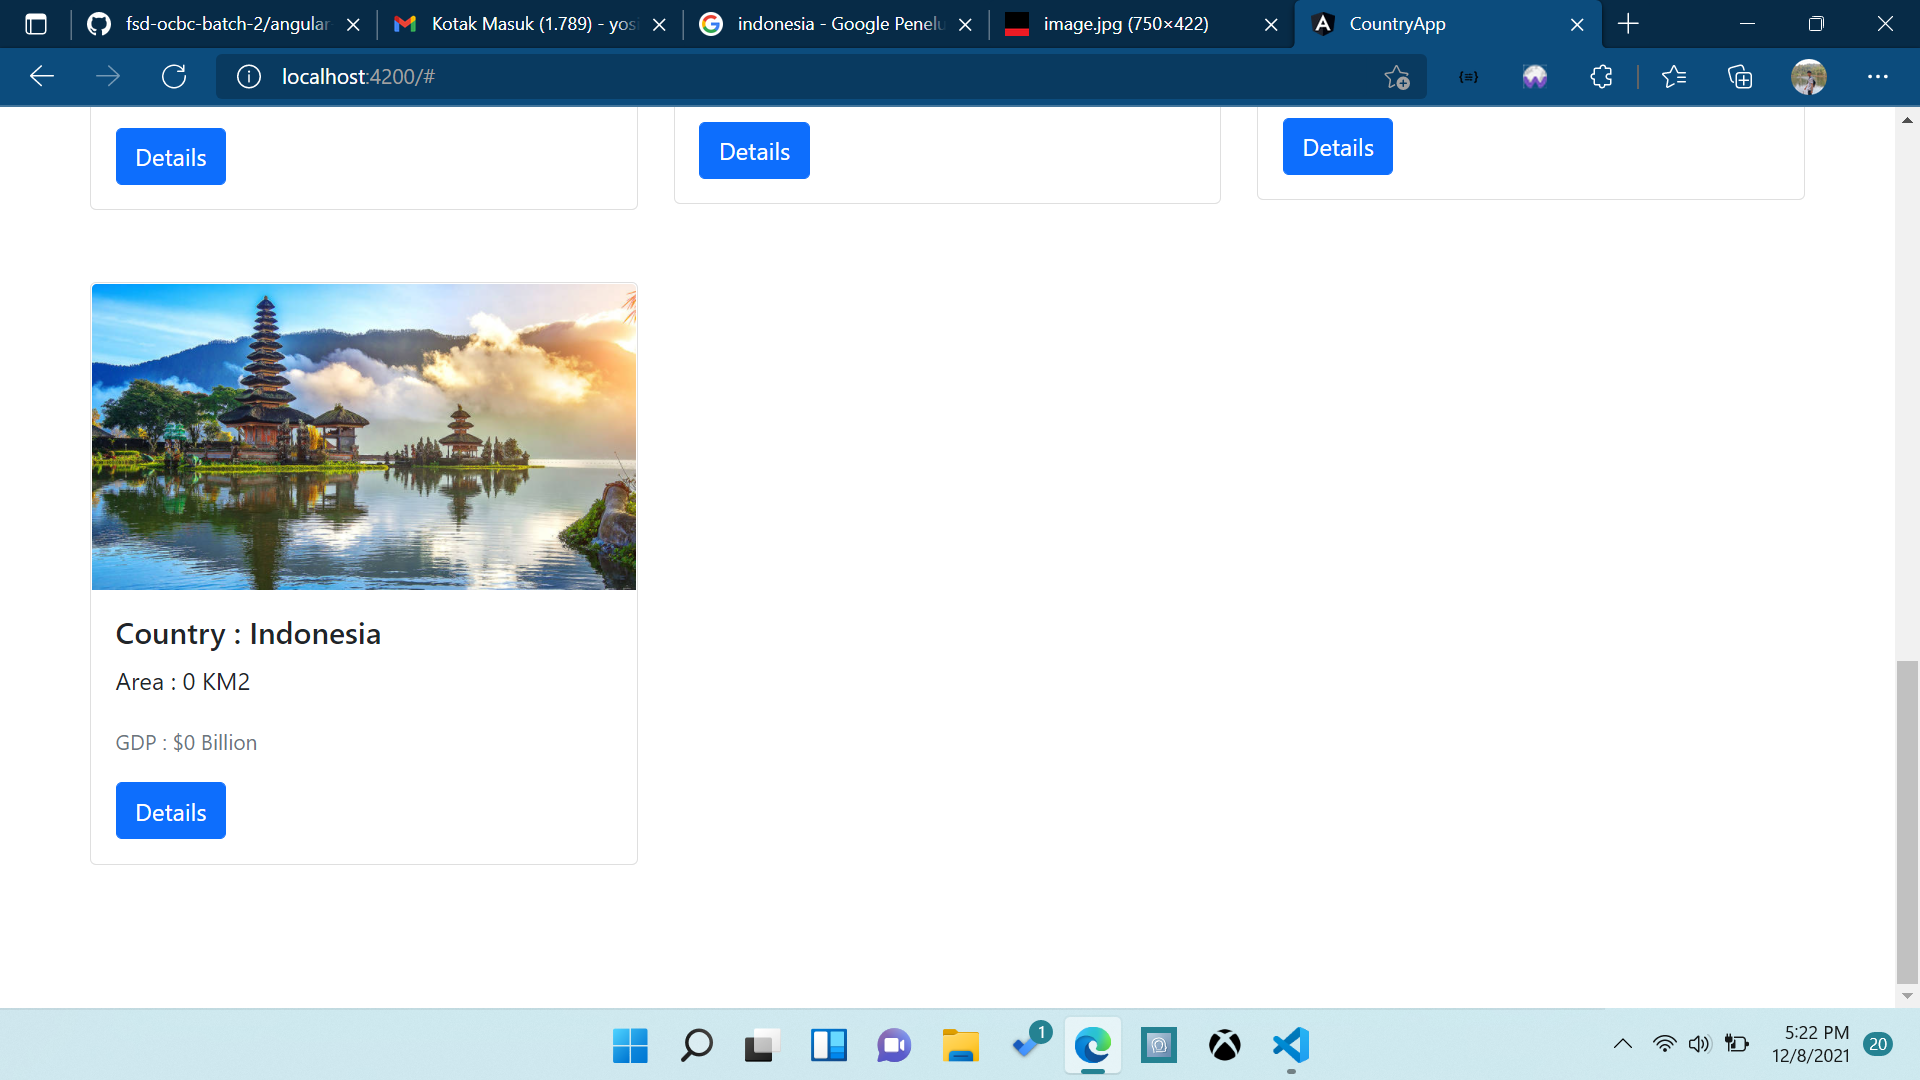 fsd-ocbc-batch-2/angular
Kotak Masuk (1.789) - yosi
indonesia - Google Penelu
image.jpg (750×422)
CountryApp
localhost:4200/#
Details
Details
Details
Country : Indonesia
Area : 0 KM2
GDP : $0 Billion
Details
1
5:22 PM
12/8/2021
20